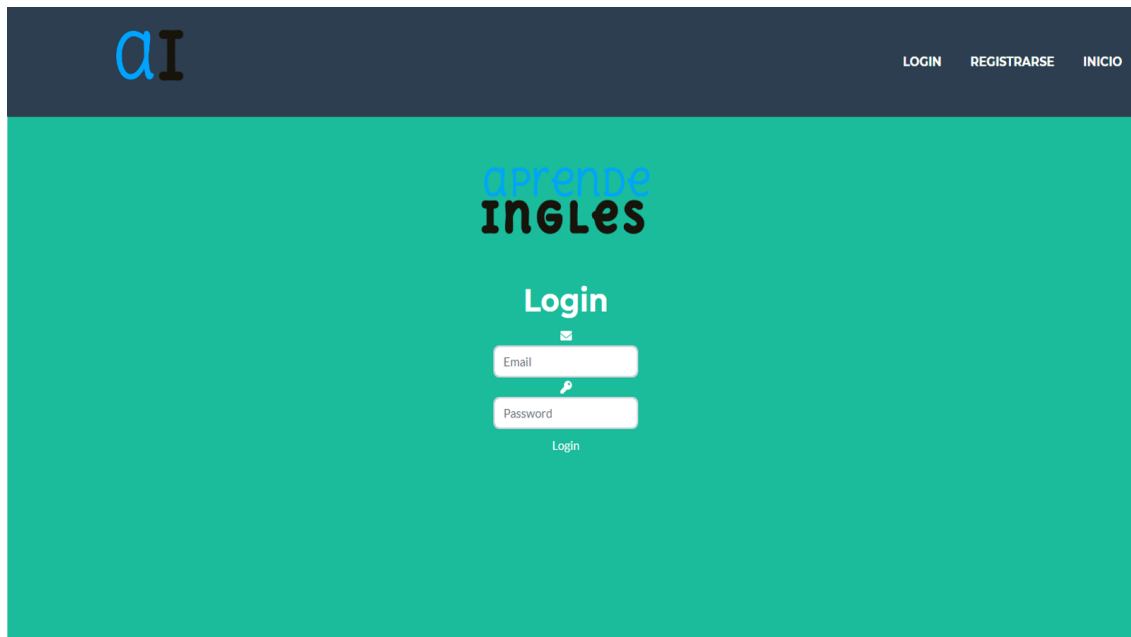 aI
LOGIN REGISTRARSE INICIO
aprende
INGLes
Login
Email
Password
Login